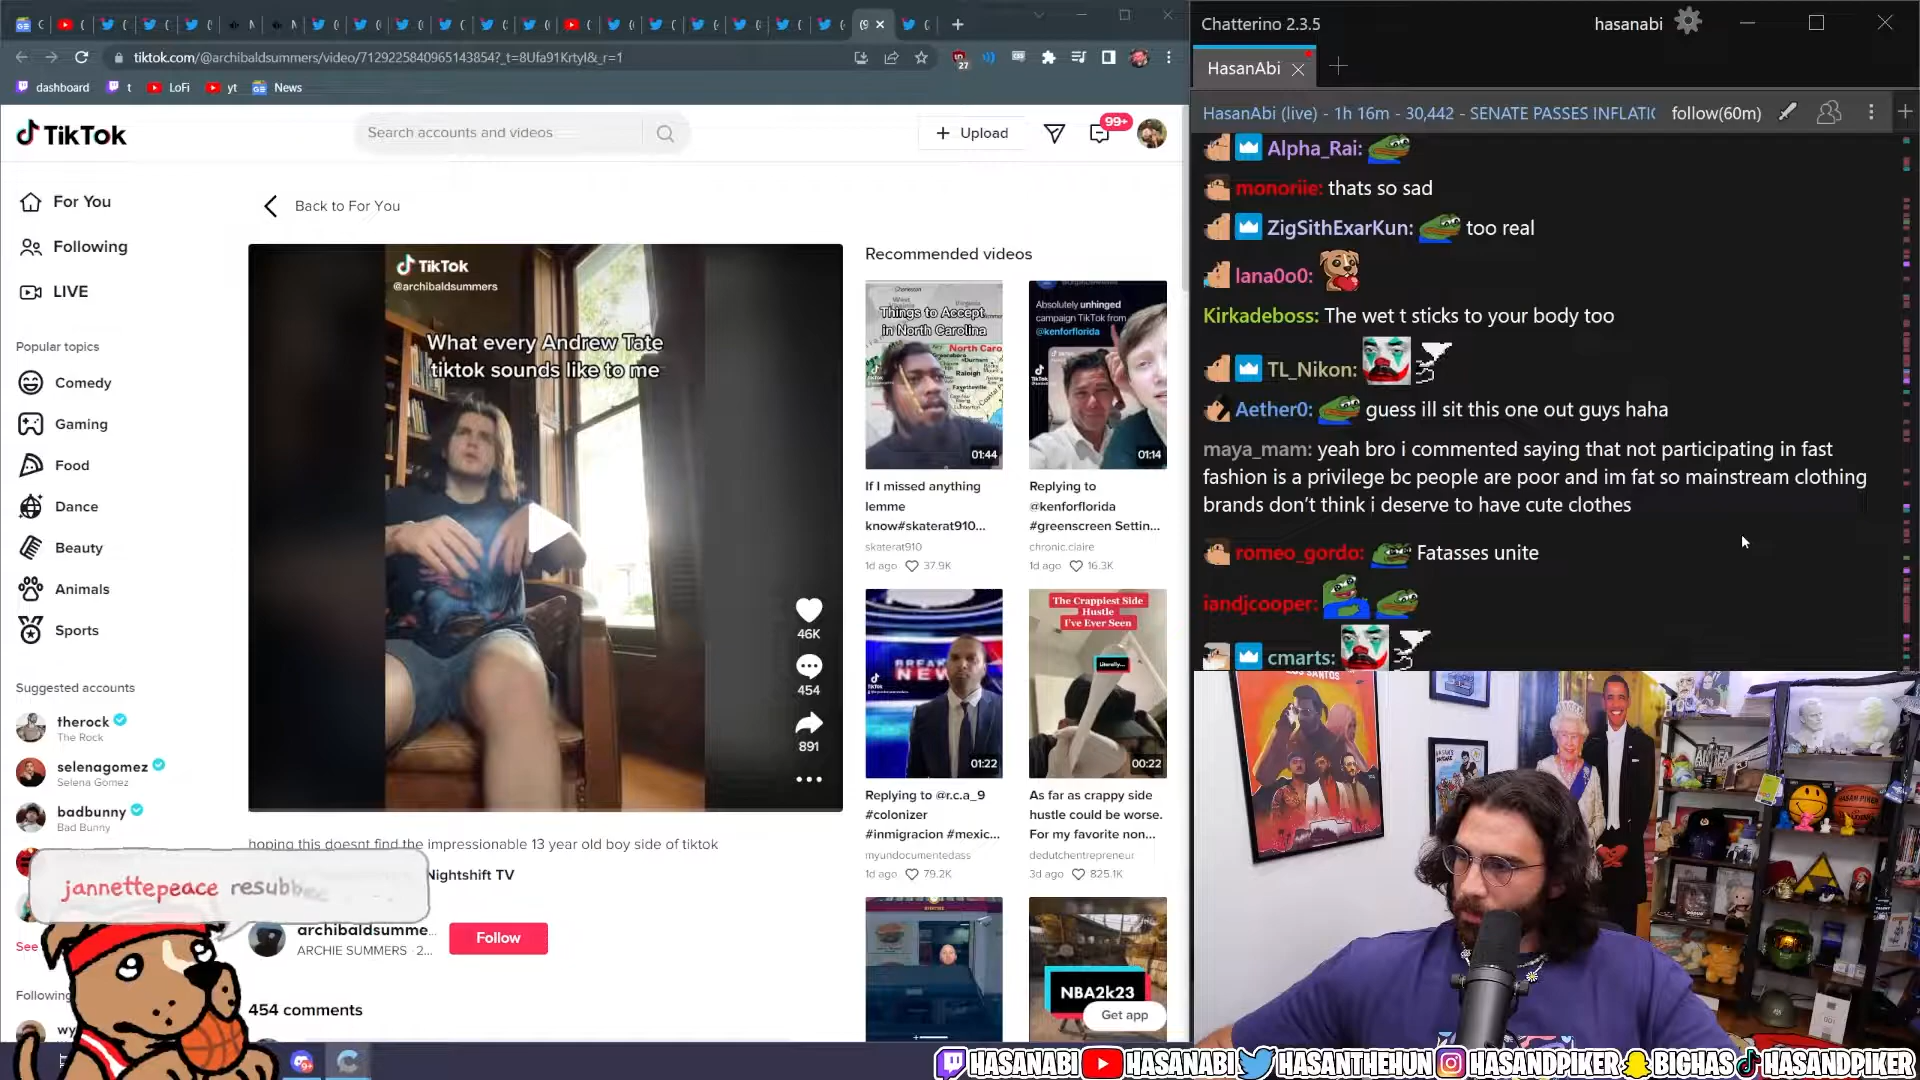 tiktok.com/@archibaldsummers/video/7129225840965143854?_t=8Ufa91KrtyI&_r=1
27
dashboard
t
LoFi
yt
News
TikTok
Search accounts and videos
Upload
99+
For You
Following
LIVE
Popular topics
Comedy
Gaming
Food
Dance
Beauty
Animals
Sports
Suggested accounts
therock
The Rock
selenagomez
Selena Gomez
badbunny
Bad Bunny
See
Following
wy
Back to For You
TikTok
@archibaldsummers
What every Andrew Tate
tiktok sounds like to me
46K
454
891
hoping this doesnt find the impressionable 13 year old boy side of tiktok
Nightshift TV
jannettepeace resubb
archibaldsumme...
ARCHIE SUMMERS · 2...
Follow
454 comments
Recommended videos
Things to Accept
in North Carolina
01:44
If I missed anything
lemme
know#skaterat910...
skaterat910
1d ago 37.9K
Absolutely unhinged
campaign TikTok from
@kenforflorida
01:14
Replying to
@kenforflorida
#greenscreen Settin...
chronic.claire
1d ago 16.3K
01:22
Replying to @r.c.a_9
#colonizer
#inmigracion #mexic...
myundocumentedass
1d ago 79.2K
The Crappiest Side
Hustle
I've Ever Seen
Literally...
00:22
As far as crappy side
hustle could be worse.
For my favorite non...
dedutchentrepreneur
3d ago 825.1K
NBA2k23
Get app
Chatterino 2.3.5
hasanabi
HasanAbi
HasanAbi (live) - 1h 16m - 30,442 - SENATE PASSES INFLATIO
follow(60m)
Alpha_Rai:
monoriie: thats so sad
ZigSithExarKun: too real
lana0o0:
Kirkadeboss: The wet t sticks to your body too
TL_Nikon:
Aether0: guess ill sit this one out guys haha
maya_mam: yeah bro i commented saying that not participating in fast
fashion is a privilege bc people are poor and im fat so mainstream clothing
brands don't think i deserve to have cute clothes
romeo_gordo: Fatasses unite
iandjcooper:
cmarts:
LOS SANTOS
HASANABI HASANABI HASANTHEHUN HASANDPIKER BIGHAS HASANDPIKER